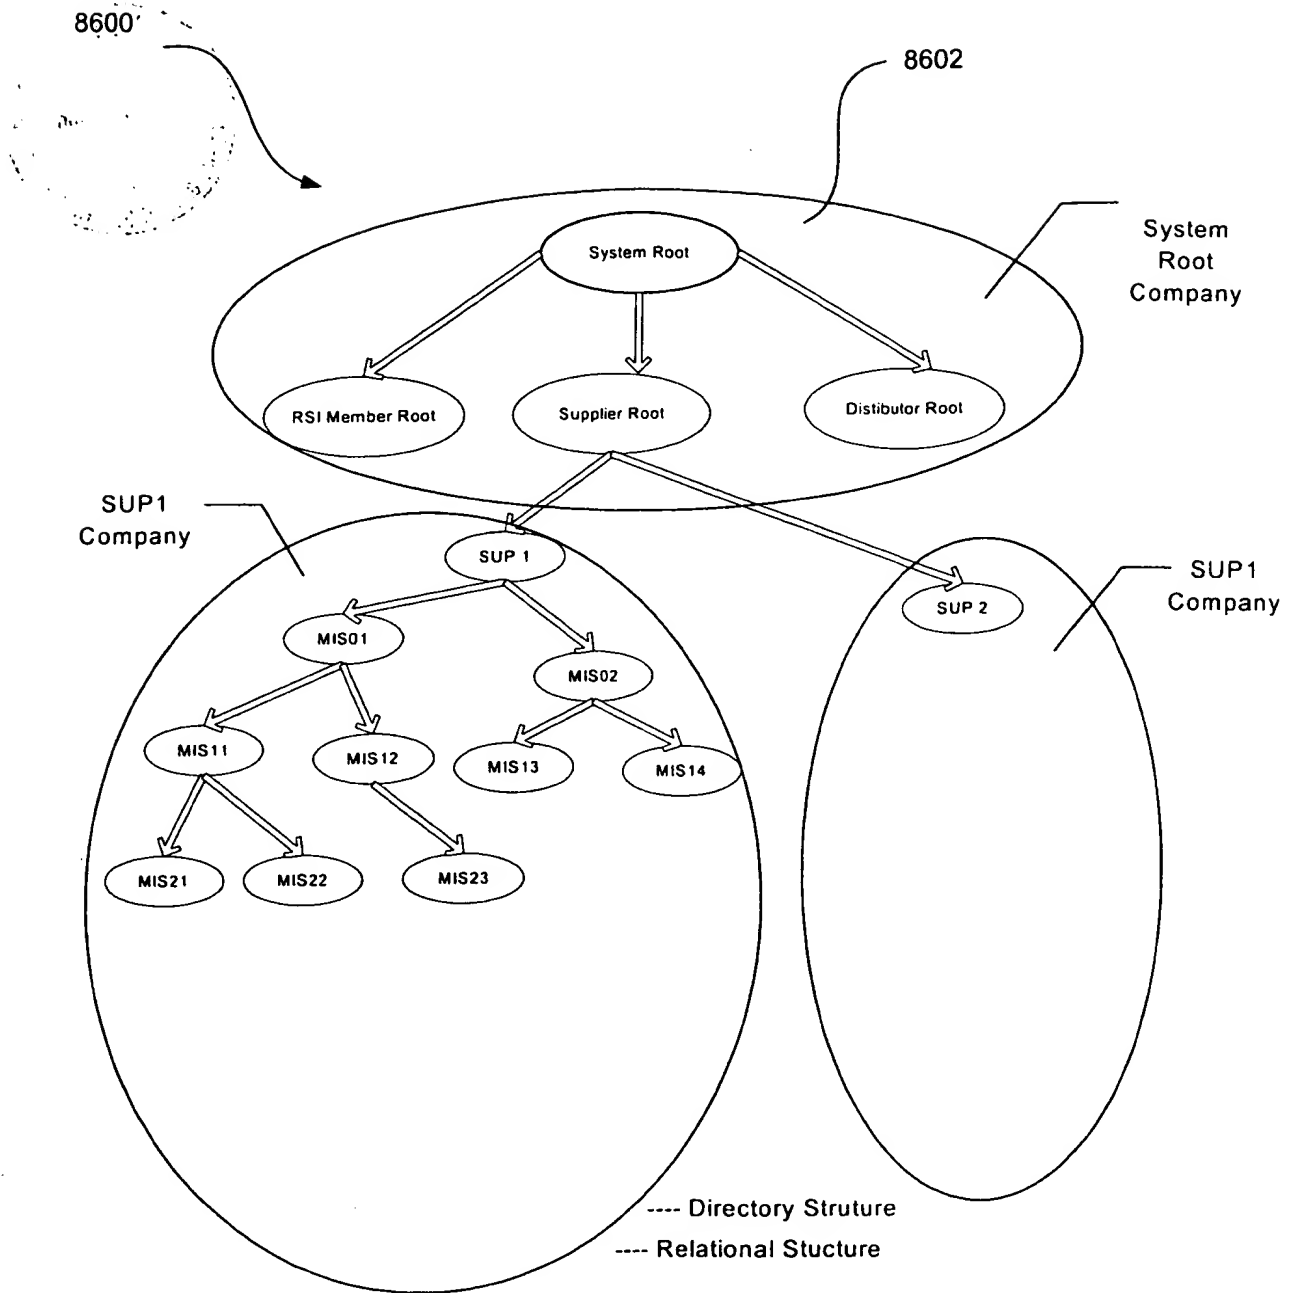 8600
8602
System
Root
Company
System Root
RSI Member Root
Supplier Root
Distibutor Root
SUP1
Company
SUP 1
SUP1
Company
SUP 2
MIS01
MIS02
MIS11
MIS12
MIS13
MIS14
MIS21
MIS22
MIS23
---- Directory Struture
---- Relational Stucture